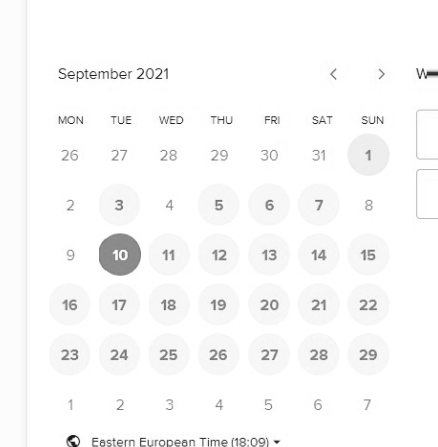 September 2021
MON TUE WED THU FRI SAT SUN
26 27 28 29 30 31 1
2 3 4 5 6 7 8
9 10 11 12 13 14 15
16 17 18 19 20 21 22
23 24 25 26 27 28 29
1 2 3 4 5 6 7
Eastern European Time (18:09)